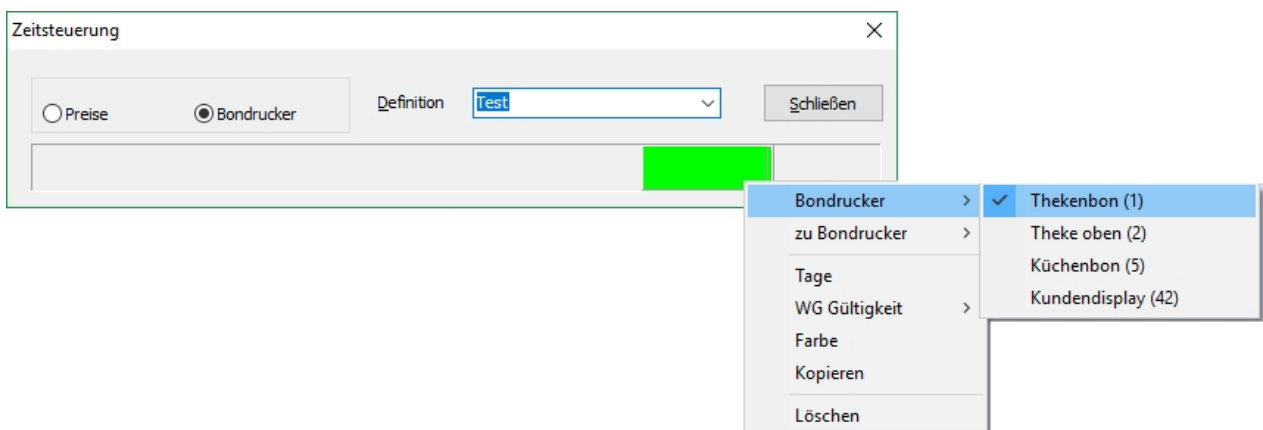 Zeitsteuerung
Preise
Bondrucker
Definition
Test
Schließen
Bondrucker
zu Bondrucker
Tage
WG Gültigkeit
Farbe
Kopieren
Löschen
Thekenbon (1)
Theke oben (2)
Küchenbon (5)
Kundendisplay (42)